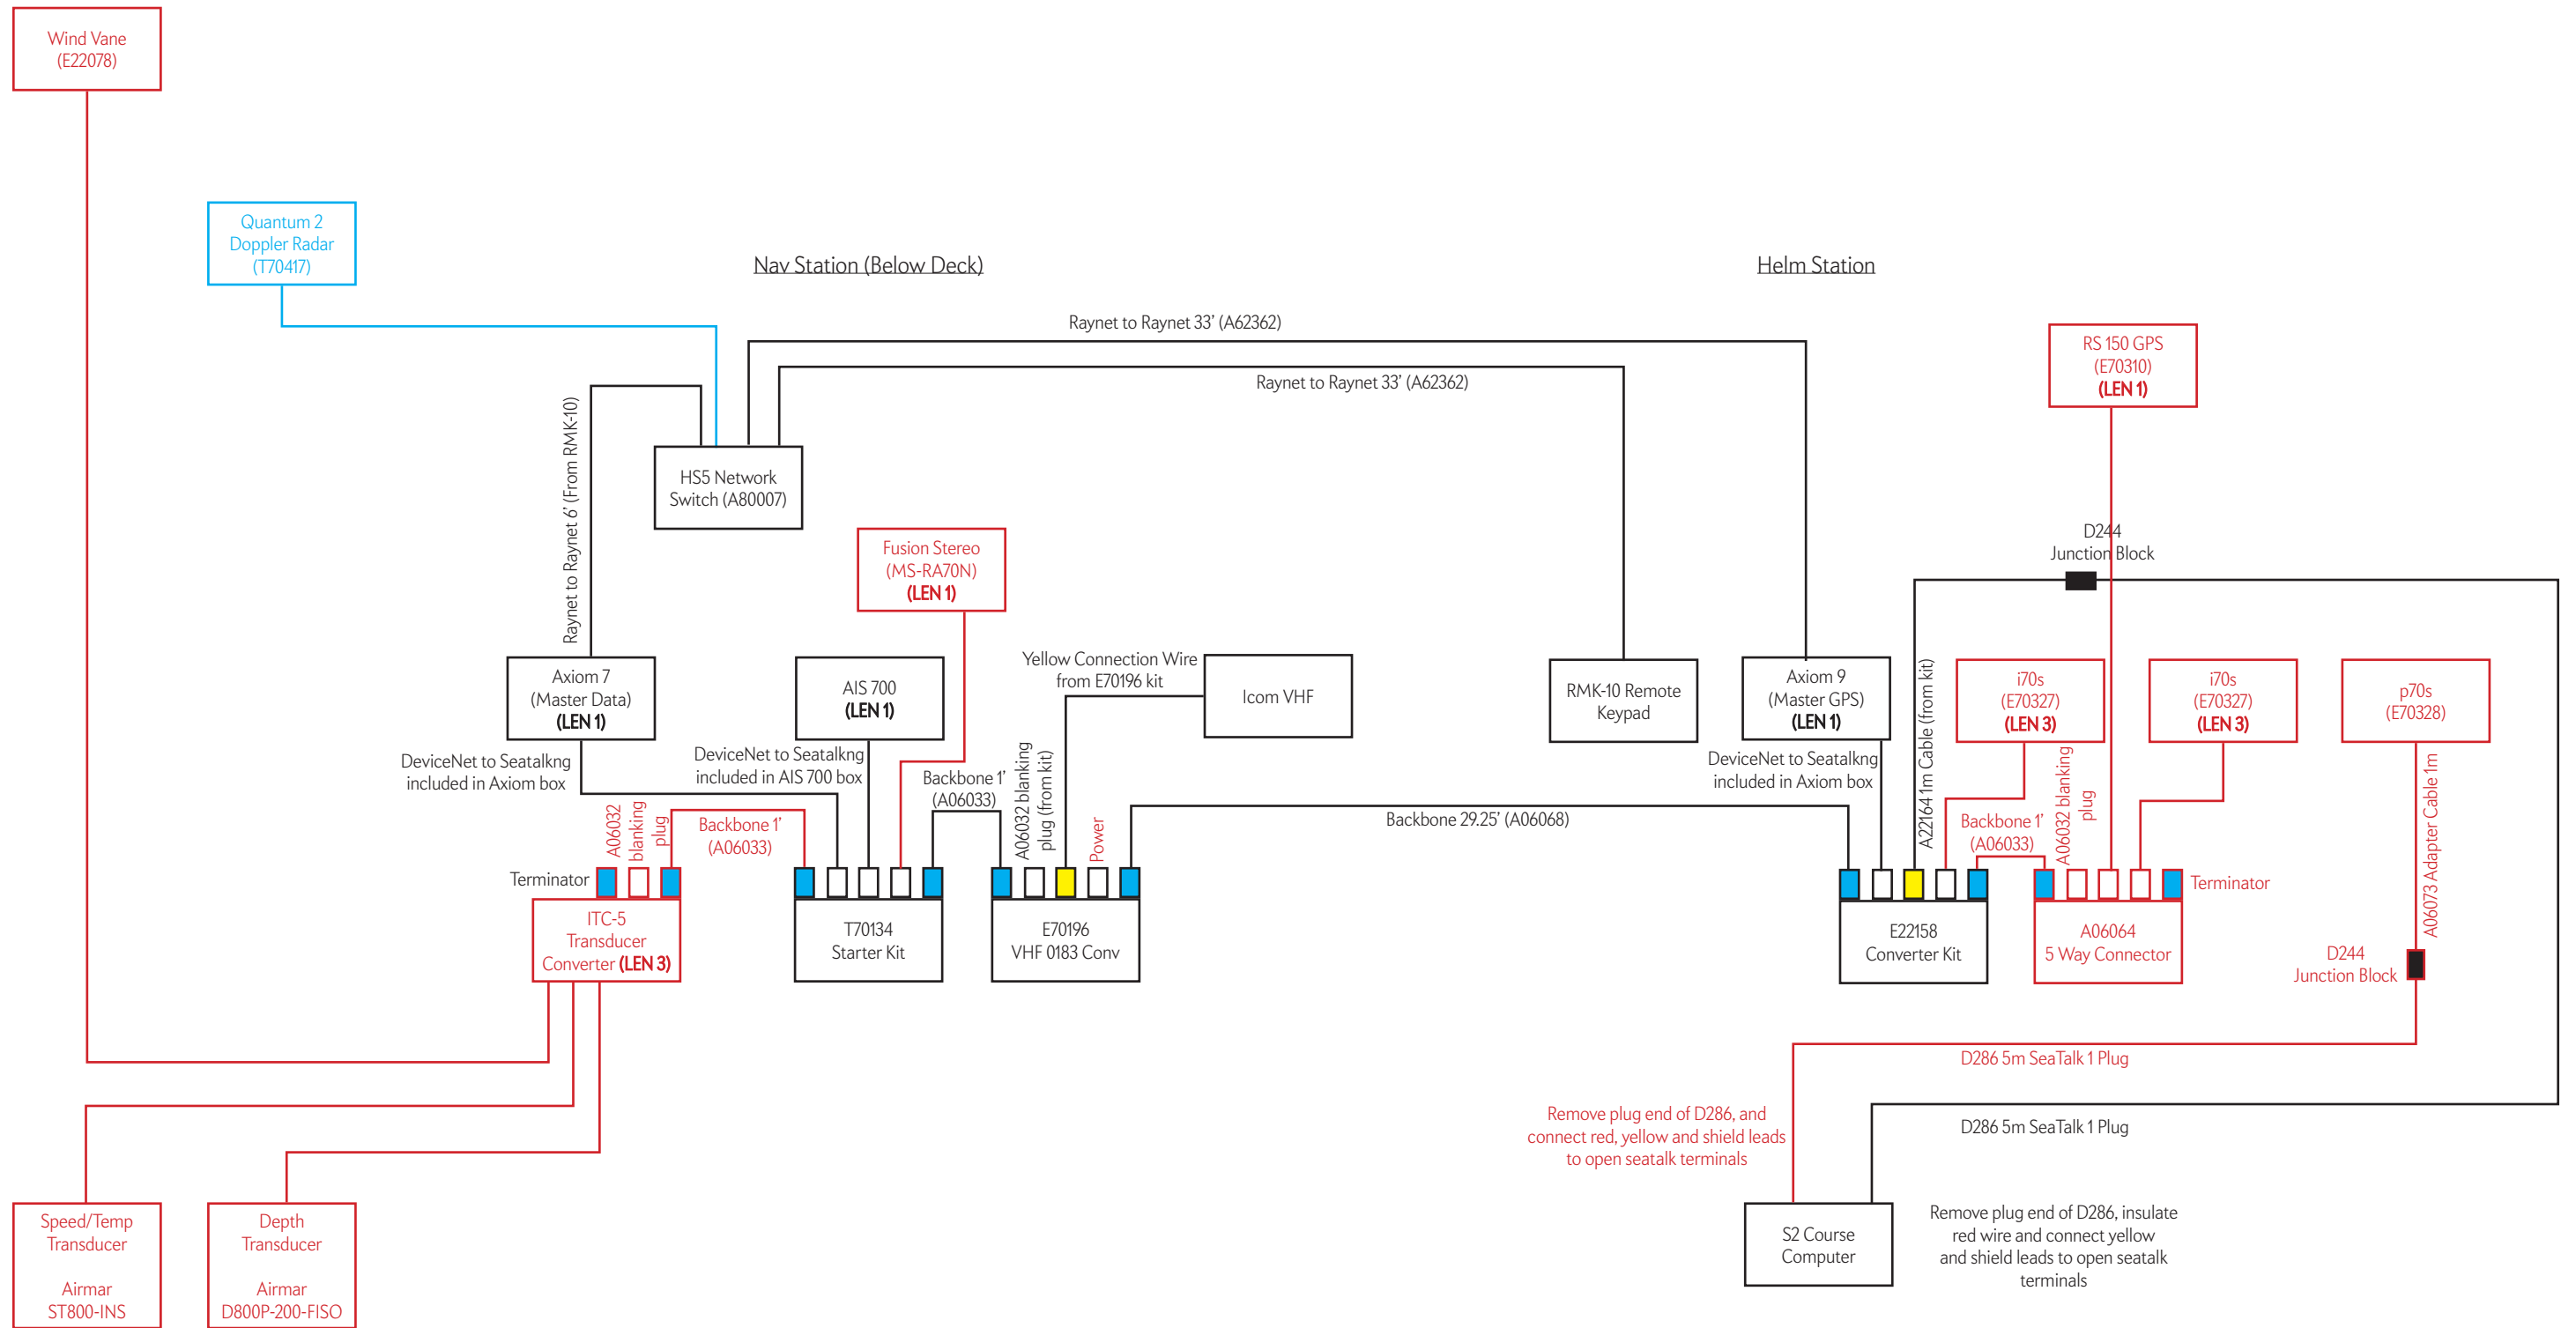 Wind Vane
(E22078)
Quantum 2
Doppler Radar
(T70417)
Nav Station (Below Deck)
Helm Station
Raynet to Raynet 33' (A62362)
Raynet to Raynet 33' (A62362)
Raynet to Raynet 6' (From RMK-10)
HS5 Network
Switch (A80007)
RS 150 GPS
(E70310)
(LEN 1)
D244
Junction Block
Fusion Stereo
(MS-RA70N)
(LEN 1)
Axiom 7
(Master Data)
(LEN 1)
AIS 700
(LEN 1)
Yellow Connection Wire
from E70196 kit
Icom VHF
RMK-10 Remote
Keypad
Axiom 9
(Master GPS)
(LEN 1)
A22164 1m Cable (from kit)
i70s
(E70327)
(LEN 3)
i70s
(E70327)
(LEN 3)
p70s
(E70328)
DeviceNet to Seatalkng
included in Axiom box
DeviceNet to Seatalkng
included in AIS 700 box
Backbone 1'
(A06033)
A06032 blanking
plug (from kit)
Power
DeviceNet to Seatalkng
included in Axiom box
A06032
blanking
plug
Backbone 1'
(A06033)
Backbone 29.25' (A06068)
Backbone 1'
(A06033)
A06032 blanking
plug
A06073 Adapter Cable 1m
Terminator
Terminator
ITC-5
Transducer
Converter (LEN 3)
T70134
Starter Kit
E70196
VHF 0183 Conv
E22158
Converter Kit
A06064
5 Way Connector
D244
Junction Block
D286 5m SeaTalk 1 Plug
Remove plug end of D286, and
connect red, yellow and shield leads
to open seatalk terminals
D286 5m SeaTalk 1 Plug
Speed/Temp
Transducer
Airmar
ST800-INS
Depth
Transducer
Airmar
D800P-200-FISO
S2 Course
Computer
Remove plug end of D286, insulate
red wire and connect yellow
and shield leads to open seatalk
terminals